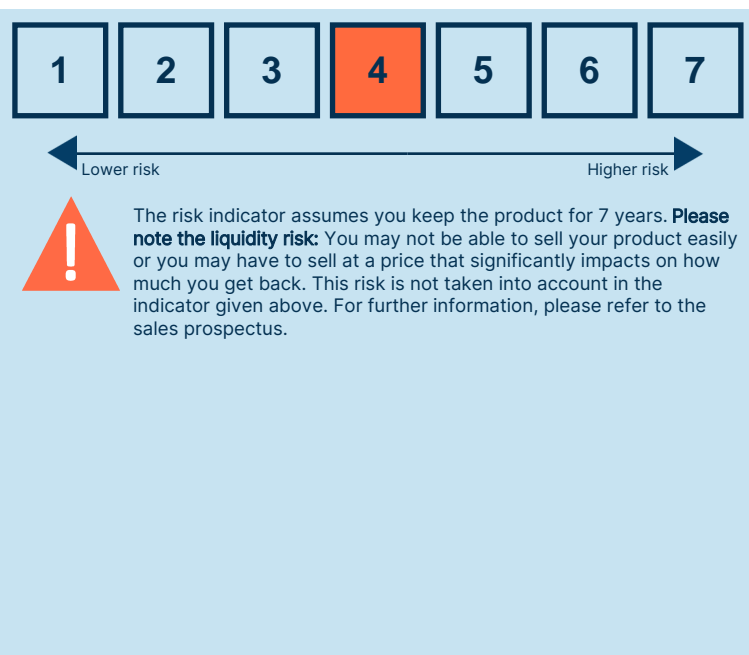 1 2 3 4 5 6 7
Lower risk Higher risk
The risk indicator assumes you keep the product for 7 years. Please
note the liquidity risk: You may not be able to sell your product easily
or you may have to sell at a price that significantly impacts on how
much you get back. This risk is not taken into account in the
indicator given above. For further information, please refer to the
sales prospectus.